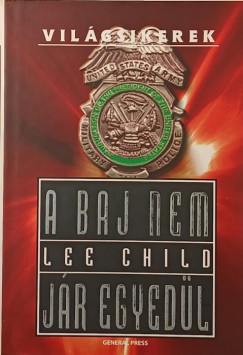 VILÁGSIKEREK
UNITED STATES ARMY
MILITARY POLICE
A BAJ NEM
LEE CHILD
JÁR EGYEDÜL
GENERAL PRESS